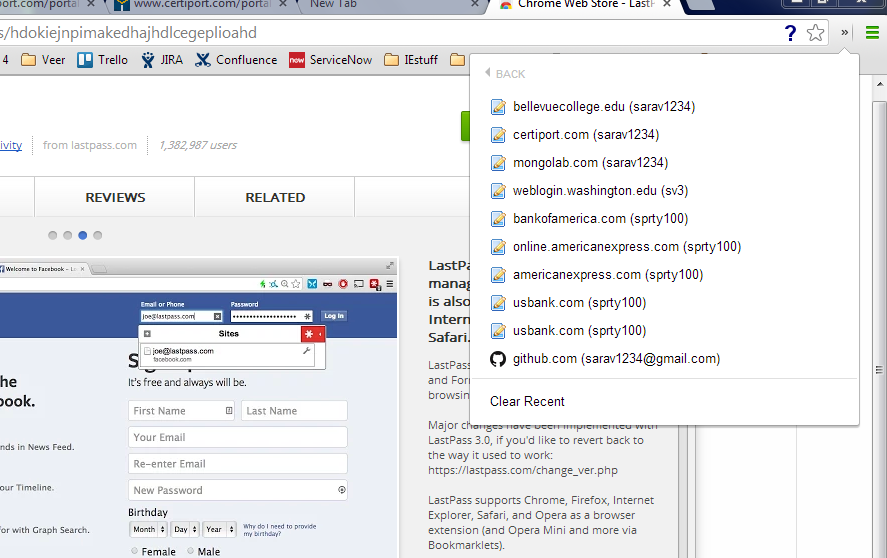 port.com/porta
www.certiport.com/portal
New Tab
Chrome Web Store - LastP
s/hdokiejnpimakedhajhdlcegeplioahd
?
»
4 Veer Trello JIRA Confluence now ServiceNow IEstuff
BACK
bellevuecollege.edu (sarav1234)
certiport.com (sarav1234)
mongolab.com (sarav1234)
weblogin.washington.edu (sv3)
bankofamerica.com (sprty100)
online.americanexpress.com (sprty100)
americanexpress.com (sprty100)
usbank.com (sprty100)
usbank.com (sprty100)
github.com (sarav1234@gmail.com)
Clear Recent
ivity from lastpass.com 1,382,987 users
REVIEWS RELATED
Welcome to Facebook - L
Email or Phone Password
joe@lastpass.com Log In
Sites
joe@lastpass.com
facebook.com
It's free and always will be.
First Name Last Name
Your Email
Re-enter Email
New Password
Birthday
Month Day Year
Why do I need to provide
my birthday?
Female Male
he
book.
nds in News Feed.
our Timeline.
for with Graph Search.
LastPa
manag
is also
Intern
Safari.
LastPass
and Forr
browsin
Major changes have been implemented with
LastPass 3.0, if you'd like to revert back to
the way it used to work:
https://lastpass.com/change_ver.php
LastPass supports Chrome, Firefox, Internet
Explorer, Safari, and Opera as a browser
extension (and Opera Mini and more via
Bookmarklets).